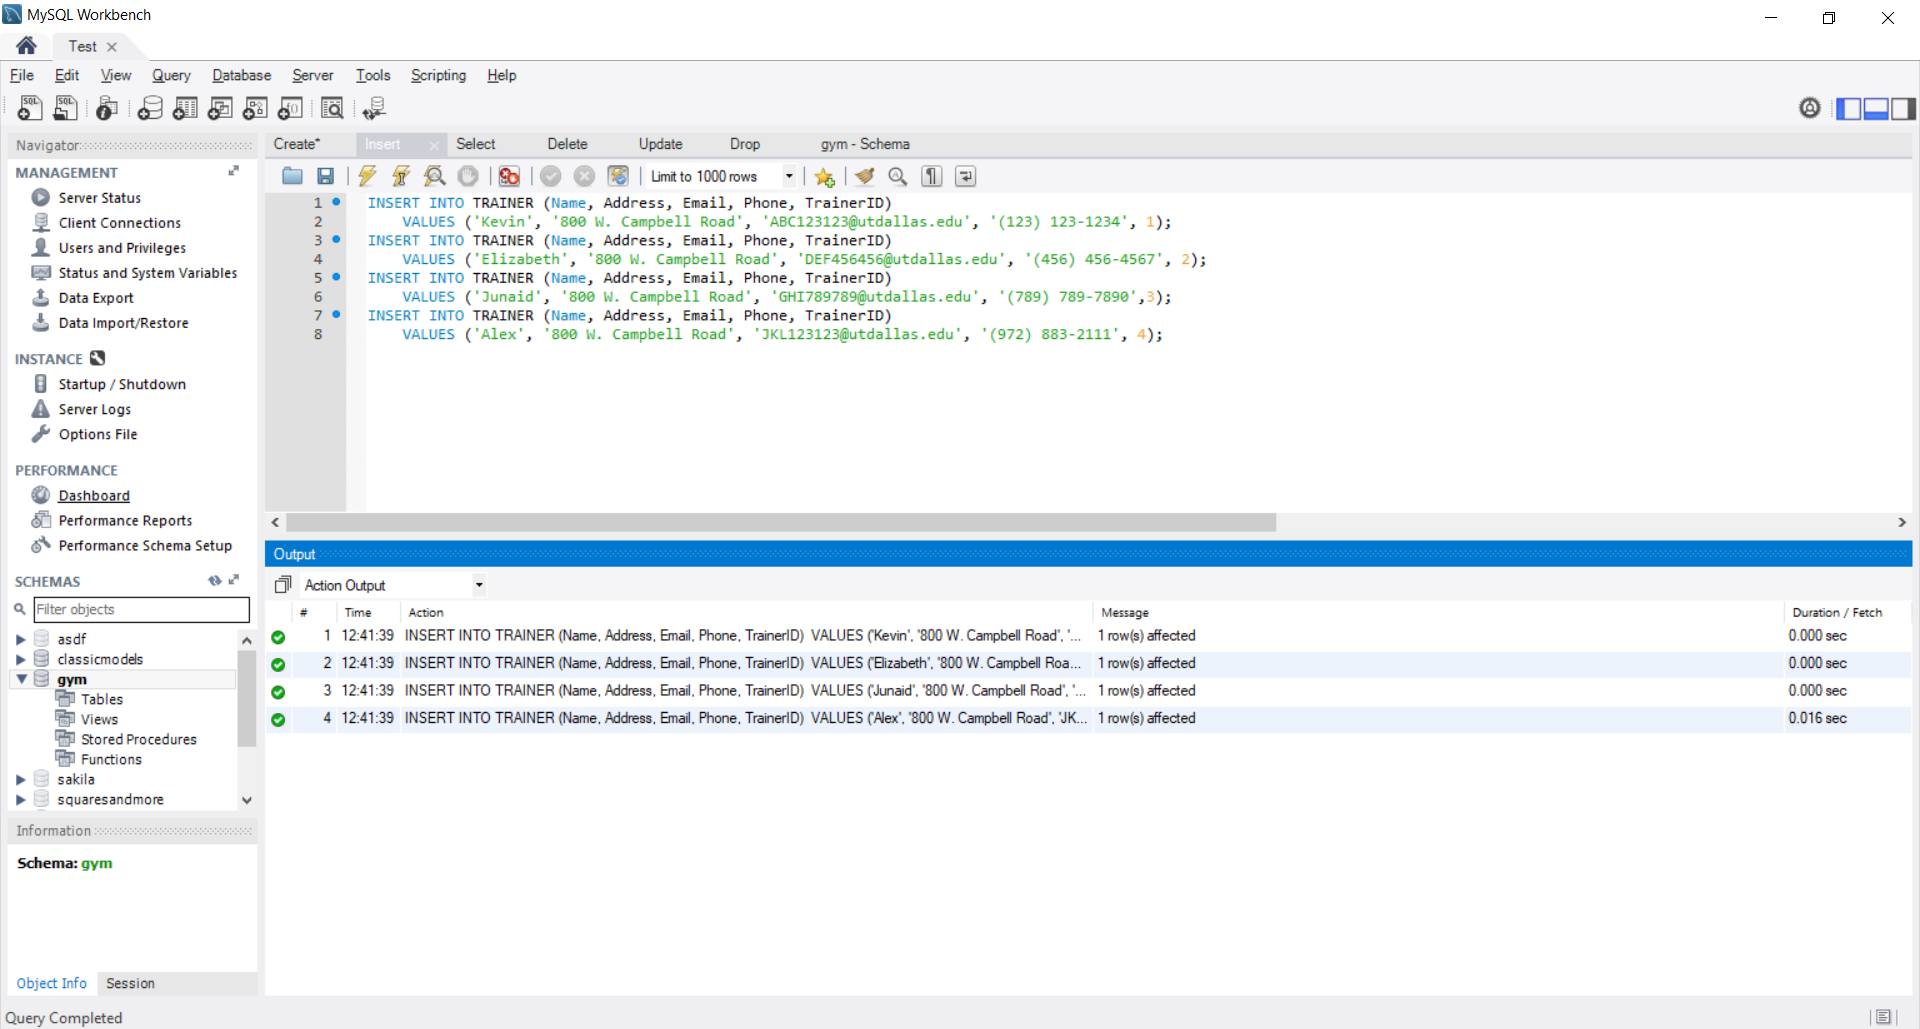 MySQL Workbench
Test
File Edit View Query Database Server Tools Scripting Help
Navigator
MANAGEMENT
Server Status
Client Connections
Users and Privileges
Status and System Variables
Data Export
Data Import/Restore
INSTANCE
Startup / Shutdown
Server Logs
Options File
PERFORMANCE
Dashboard
Performance Reports
Performance Schema Setup
SCHEMAS
Filter objects
asdf
classicmodels
gym
Tables
Views
Stored Procedures
Functions
sakila
squaresandmore
Information
Schema: gym
Object Info Session
Create* Insert Select Delete Update Drop gym - Schema
Limit to 1000 rows
1 INSERT INTO TRAINER (Name, Address, Email, Phone, TrainerID)
2 VALUES ('Kevin', '800 W. Campbell Road', 'ABC123123@utdallas.edu', '(123) 123-1234', 1);
3 INSERT INTO TRAINER (Name, Address, Email, Phone, TrainerID)
4 VALUES ('Elizabeth', '800 W. Campbell Road', 'DEF456456@utdallas.edu', '(456) 456-4567', 2);
5 INSERT INTO TRAINER (Name, Address, Email, Phone, TrainerID)
6 VALUES ('Junaid', '800 W. Campbell Road', 'GHI789789@utdallas.edu', '(789) 789-7890',3);
7 INSERT INTO TRAINER (Name, Address, Email, Phone, TrainerID)
8 VALUES ('Alex', '800 W. Campbell Road', 'JKL123123@utdallas.edu', '(972) 883-2111', 4);
Output
Action Output
# Time Action Message Duration / Fetch
1 12:41:39 INSERT INTO TRAINER (Name, Address, Email, Phone, TrainerID) VALUES ('Kevin', '800 W. Campbell Road', '... 1 row(s) affected 0.000 sec
2 12:41:39 INSERT INTO TRAINER (Name, Address, Email, Phone, TrainerID) VALUES ('Elizabeth', '800 W. Campbell Roa... 1 row(s) affected 0.000 sec
3 12:41:39 INSERT INTO TRAINER (Name, Address, Email, Phone, TrainerID) VALUES ('Junaid', '800 W. Campbell Road', '... 1 row(s) affected 0.000 sec
4 12:41:39 INSERT INTO TRAINER (Name, Address, Email, Phone, TrainerID) VALUES ('Alex', '800 W. Campbell Road', 'JK... 1 row(s) affected 0.016 sec
Query Completed